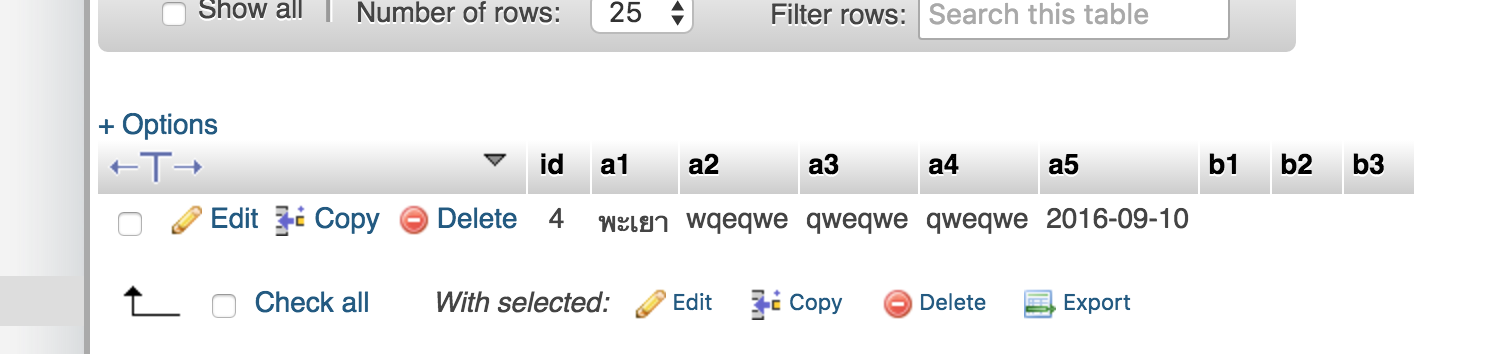 Show all | Number of rows: 25 Filter rows: Search this table
+ Options
←T→ id a1 a2 a3 a4 a5 b1 b2 b3
Edit Copy Delete 4 พะเยา wqeqwe qweqwe qweqwe 2016-09-10
Check all With selected: Edit Copy Delete Export